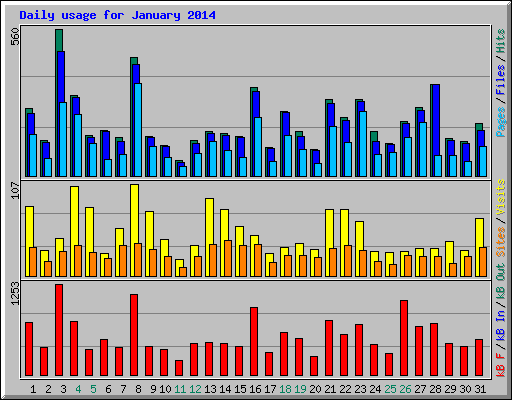 Daily usage for January 2014
560
107
1253
Pages / Files / Hits
Sites / Visits
kB F / kB In / kB Out
1 2 3 4 5 6 7 8 9 10 11 12 13 14 15 16 17 18 19 20 21 22 23 24 25 26 27 28 29 30 31